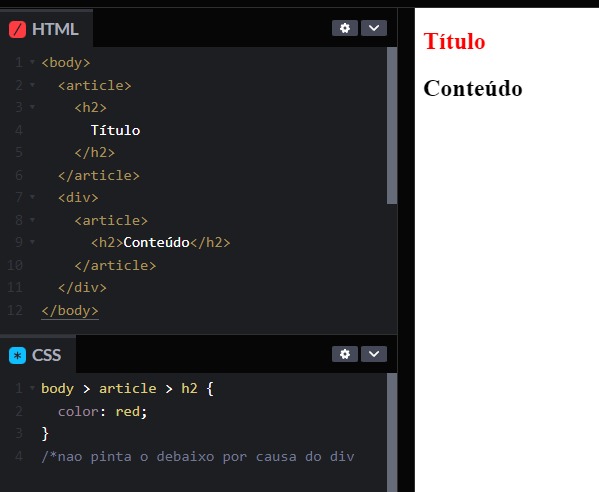 HTML
1 <body>
2 <article>
3 <h2>
4 Título
5 </h2>
6 </article>
7 <div>
8 <article>
9 <h2>Conteúdo</h2>
10 </article>
11 </div>
12 </body>
CSS
1 body > article > h2 {
2 color: red;
3 }
4 /*nao pinta o debaixo por causa do div
Título
Conteúdo